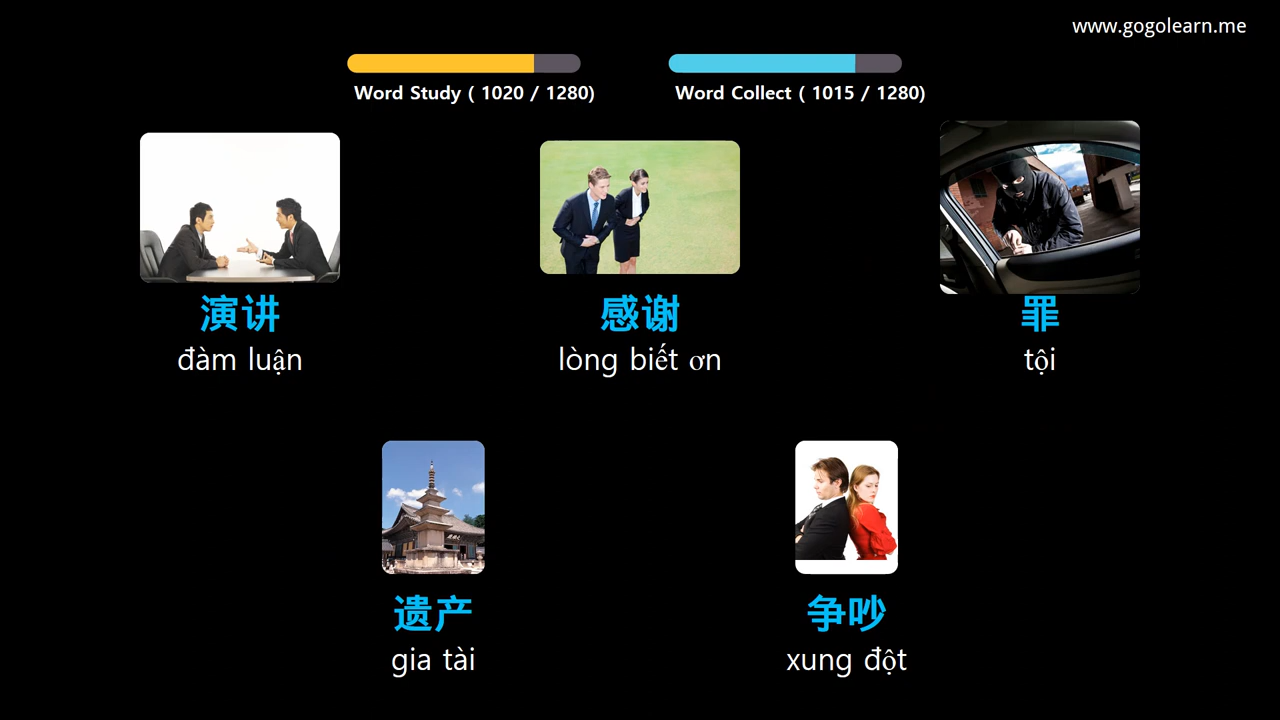 www.gogolearn.me
Word Study ( 1020 / 1280)
Word Collect ( 1015 / 1280)
演讲
đàm luận
感谢
lòng biết ơn
罪
tội
遗产
gia tài
争吵
xung đột